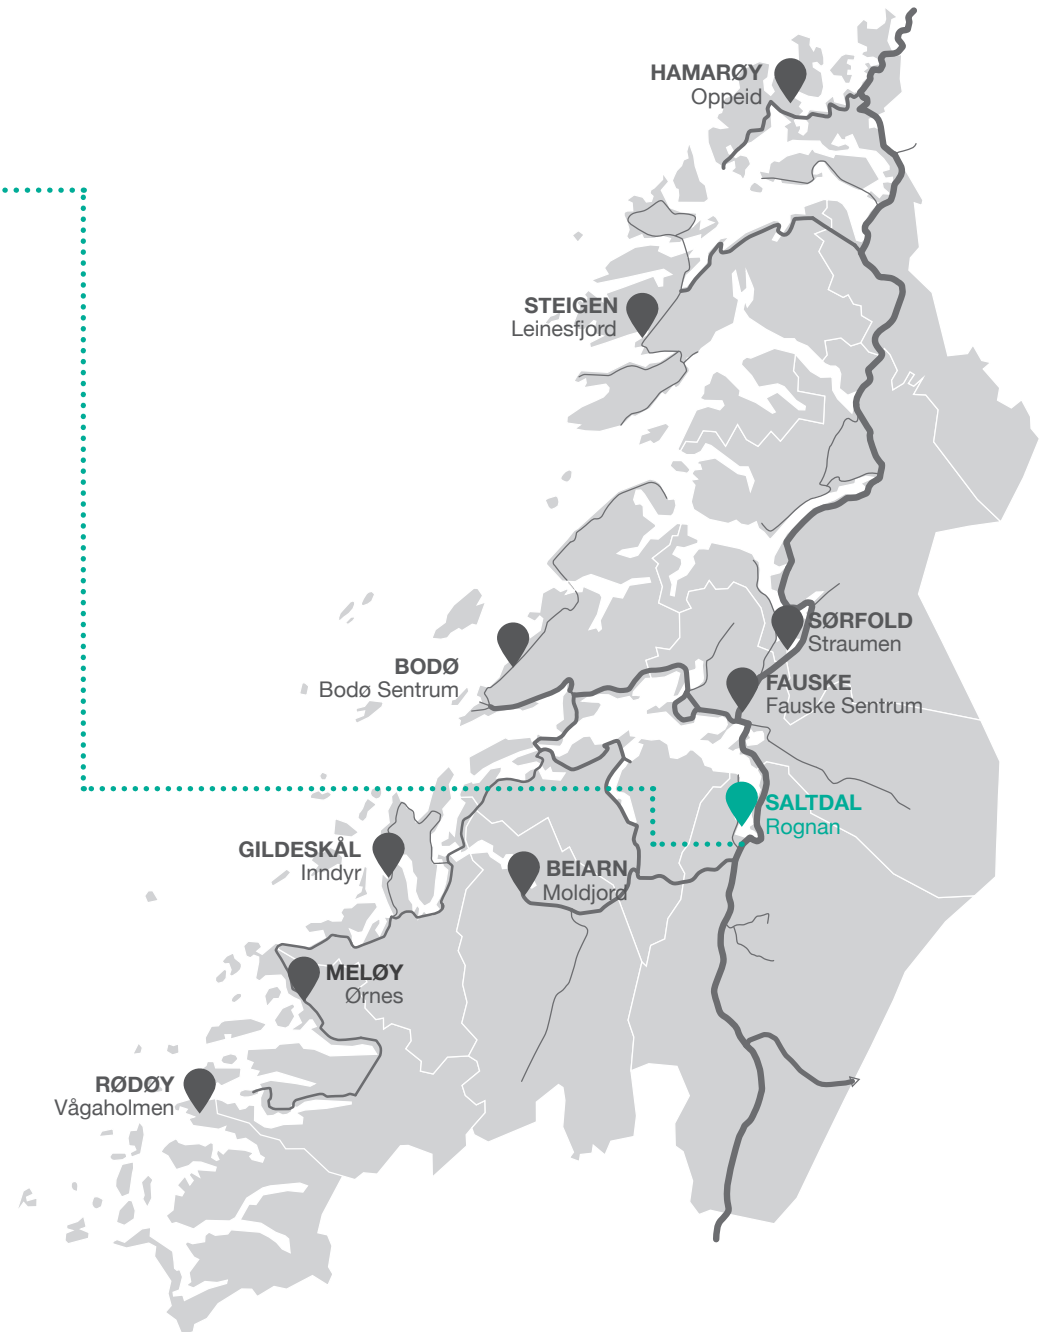 HAMARØY
Oppeid
STEIGEN
Leinesfjord
SØRFOLD
Straumen
BODØ
Bodø Sentrum
FAUSKE
Fauske Sentrum
SALTDAL
Rognan
GILDESKÅL
Inndyr
BEIARN
Moldjord
MELØY
Ørnes
RØDØY
Vågaholmen